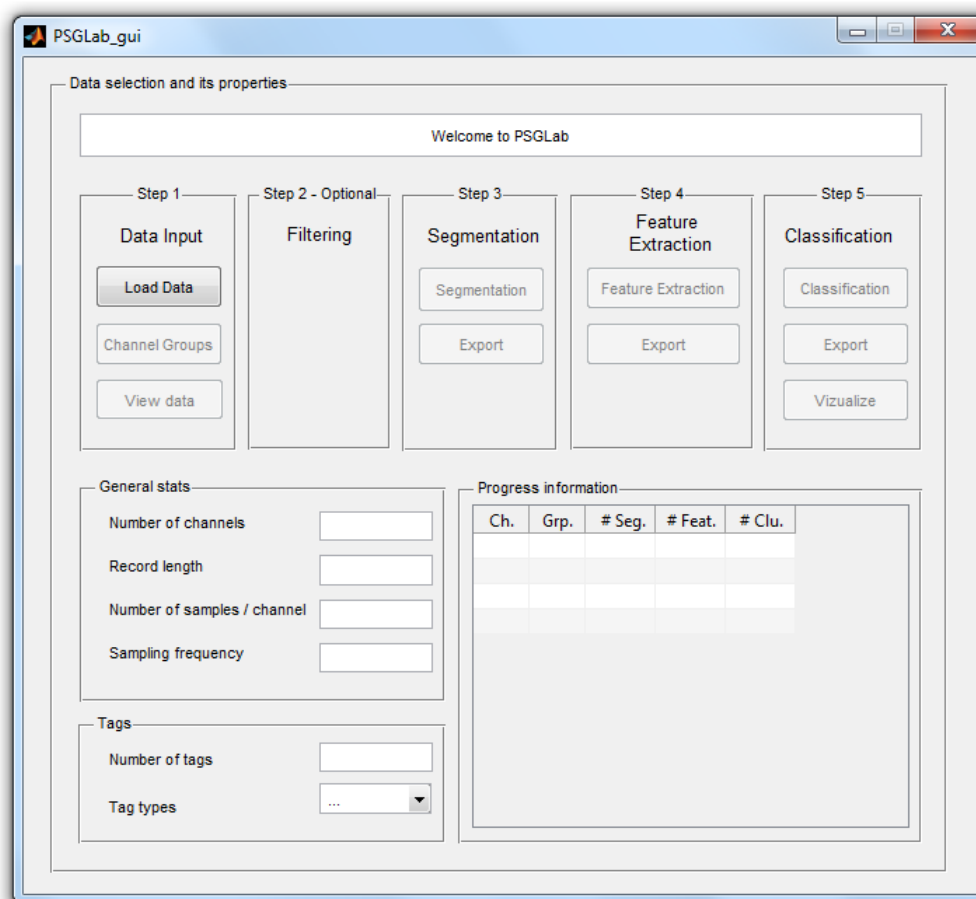 PSGLab_gui
Data selection and its properties
Welcome to PSGLab
Step 1
Data Input
Load Data
Channel Groups
View data
Step 2 - Optional
Filtering
Step 3
Segmentation
Segmentation
Export
Step 4
Feature
Extraction
Feature Extraction
Export
Step 5
Classification
Classification
Export
Vizualize
General stats
Number of channels
Record length
Number of samples / channel
Sampling frequency
Tags
Number of tags
Tag types ...
Progress information
Ch. Grp. # Seg. # Feat. # Clu.